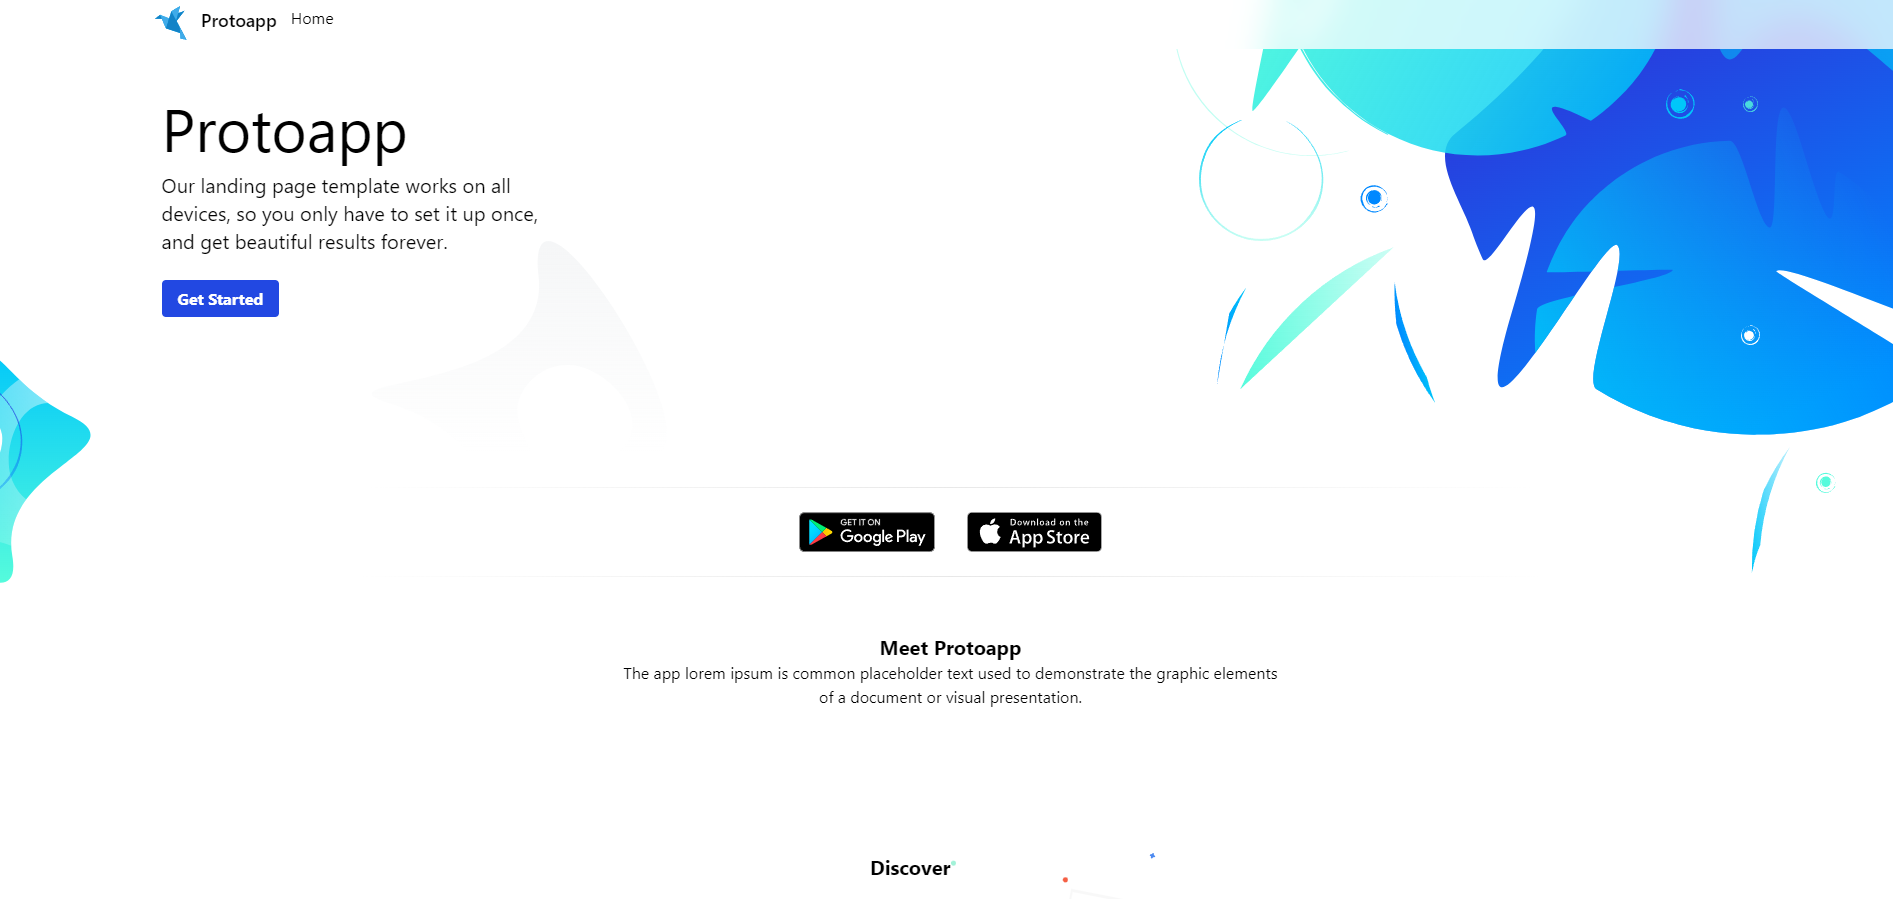 Protoapp Home
Protoapp
Our landing page template works on all
devices, so you only have to set it up once,
and get beautiful results forever.
Get Started
GET IT ON
Google Play
Download on the
App Store
Meet Protoapp
The app lorem ipsum is common placeholder text used to demonstrate the graphic elements
of a document or visual presentation.
Discover